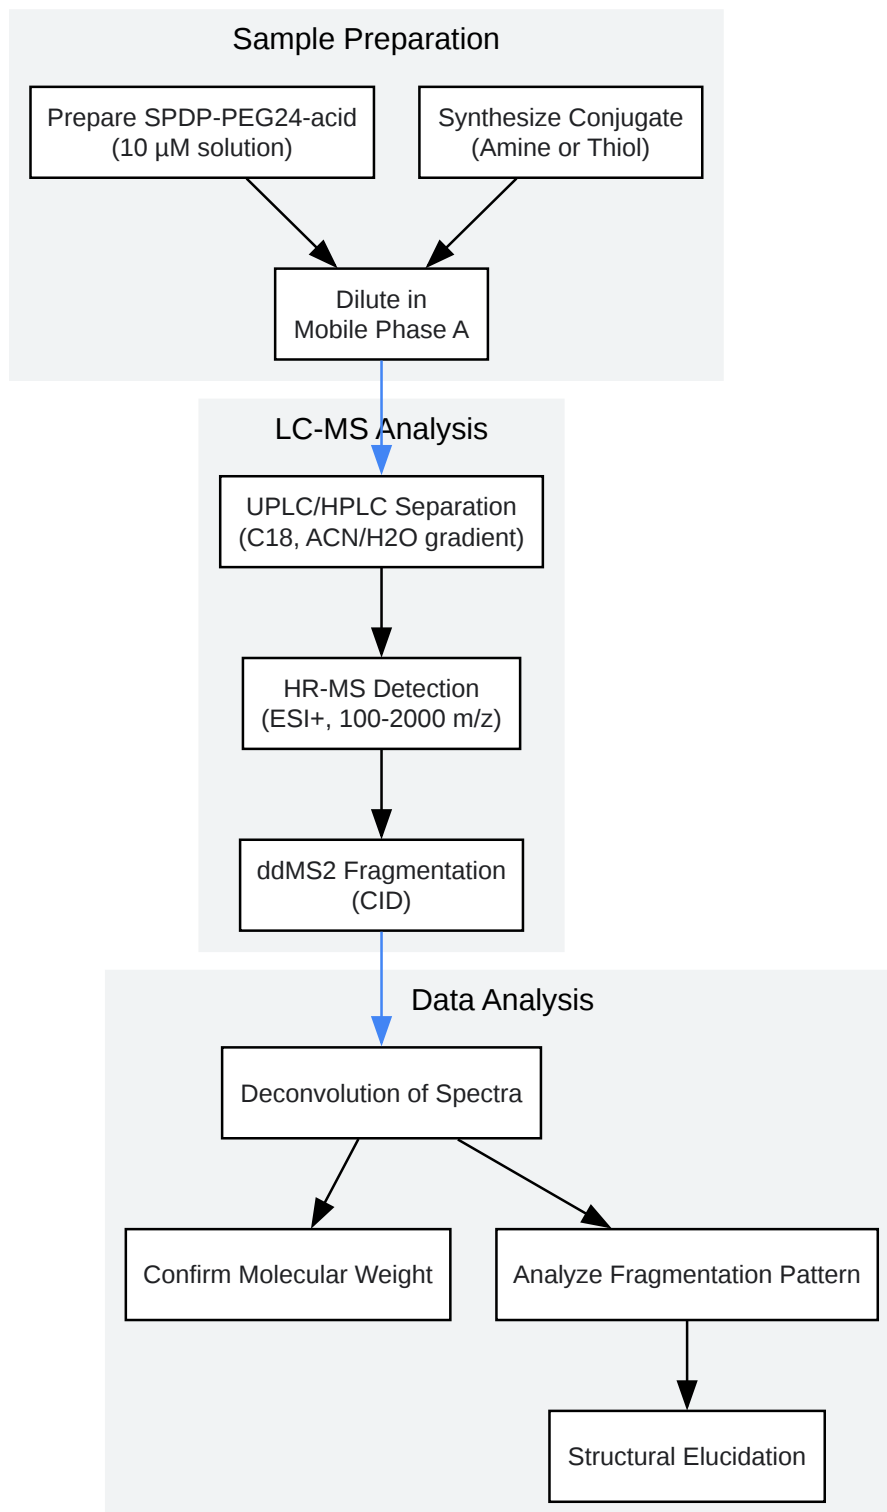 Sample Preparation
Prepare SPDP-PEG24-acid
(10 µM solution)
Synthesize Conjugate
(Amine or Thiol)
Dilute in
Mobile Phase A
LC-MS Analysis
UPLC/HPLC Separation
(C18, ACN/H2O gradient)
HR-MS Detection
(ESI+, 100-2000 m/z)
ddMS2 Fragmentation
(CID)
Data Analysis
Deconvolution of Spectra
Confirm Molecular Weight
Analyze Fragmentation Pattern
Structural Elucidation